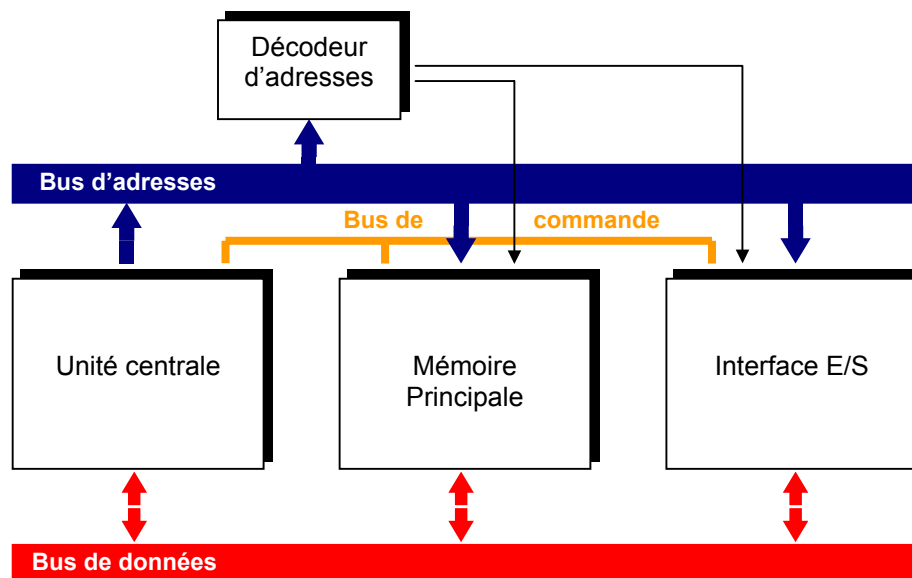 Décodeur
d’adresses
Bus d’adresses
Bus de commande
Unité centrale
Mémoire
Principale
Interface E/S
Bus de données